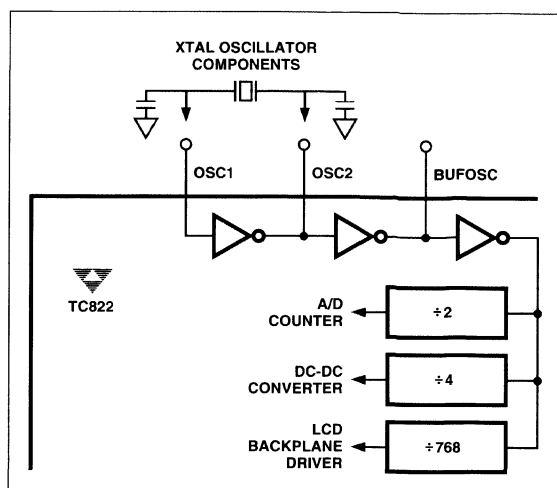 XTAL OSCILLATOR
COMPONENTS
OSC1
OSC2
BUFOSC
TC822
A/D
COUNTER
÷2
DC-DC
CONVERTER
÷4
LCD
BACKPLANE
DRIVER
÷768